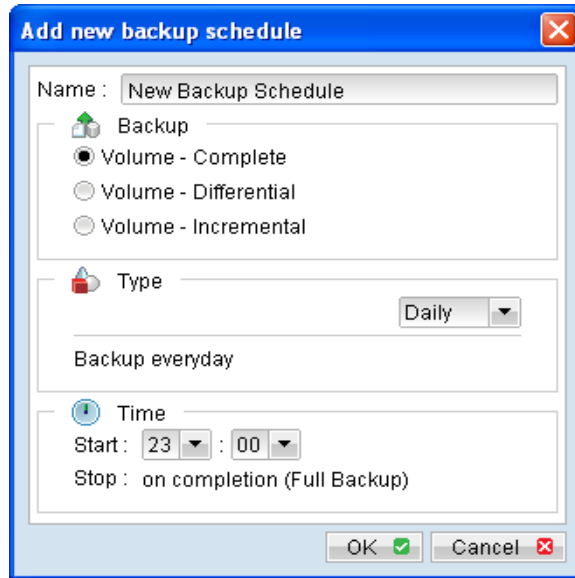 Add new backup schedule
Name : New Backup Schedule
Backup
Volume - Complete
Volume - Differential
Volume - Incremental
Type
Daily
Backup everyday
Time
Start : 23 : 00
Stop : on completion (Full Backup)
OK Cancel